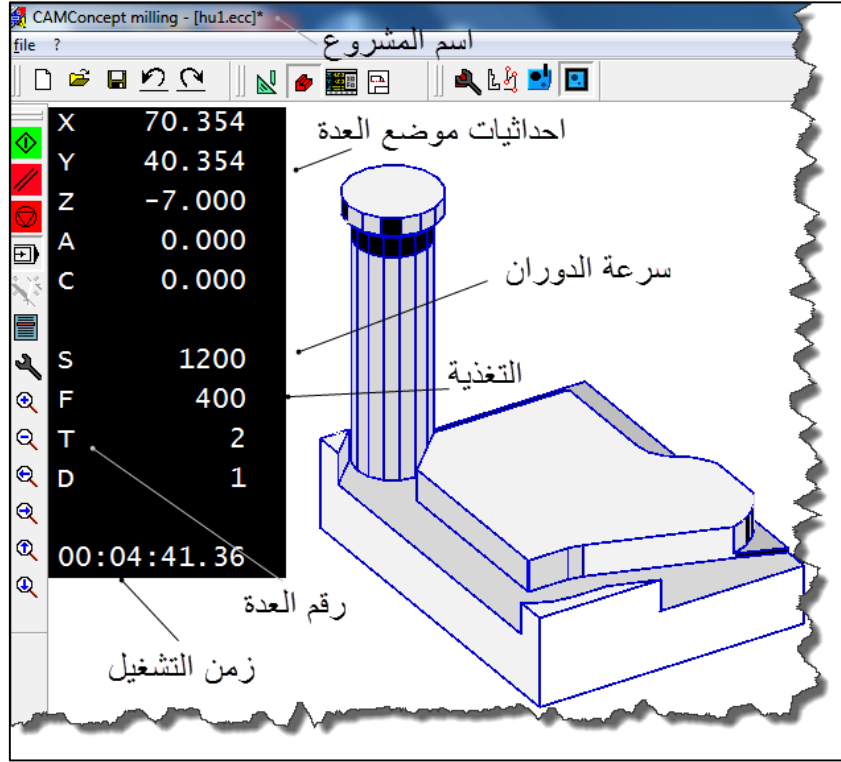 CAMConcept milling - [hu1.ecc]*
اسم المشروع
file ?
X 70.354
احداثيات موضع العدة
Y 40.354
Z -7.000
A 0.000
C 0.000
سرعة الدوران
S 1200
التغذية
F 400
T 2
D 1
00:04:41.36
رقم العدة
زمن التشغيل